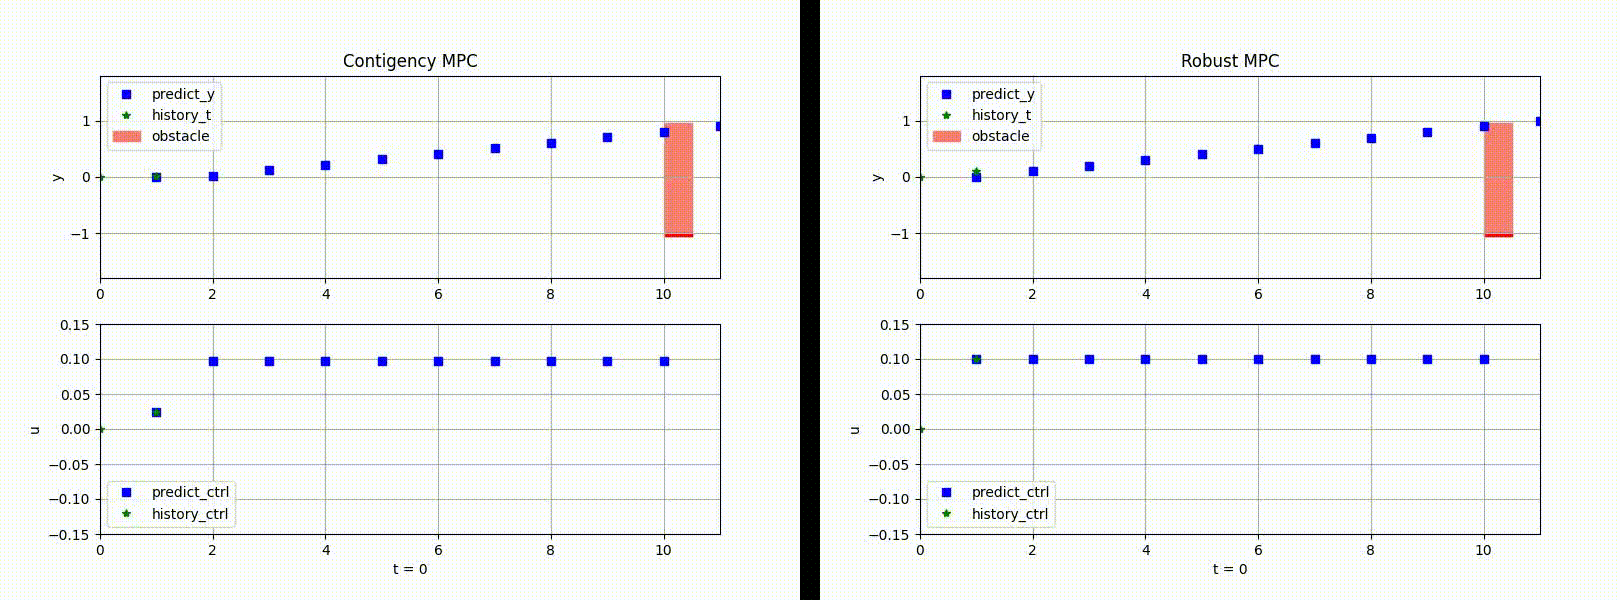 Contigency MPC
predict_y
history_t
obstacle
1
0
−1
y
0 2 4 6 8 10
0.15
0.10
0.05
0.00
−0.05
−0.10
−0.15
u
predict_ctrl
history_ctrl
0 2 4 6 8 10
t = 0
Robust MPC
predict_y
history_t
obstacle
1
0
−1
y
0 2 4 6 8 10
0.15
0.10
0.05
0.00
−0.05
−0.10
−0.15
u
predict_ctrl
history_ctrl
0 2 4 6 8 10
t = 0